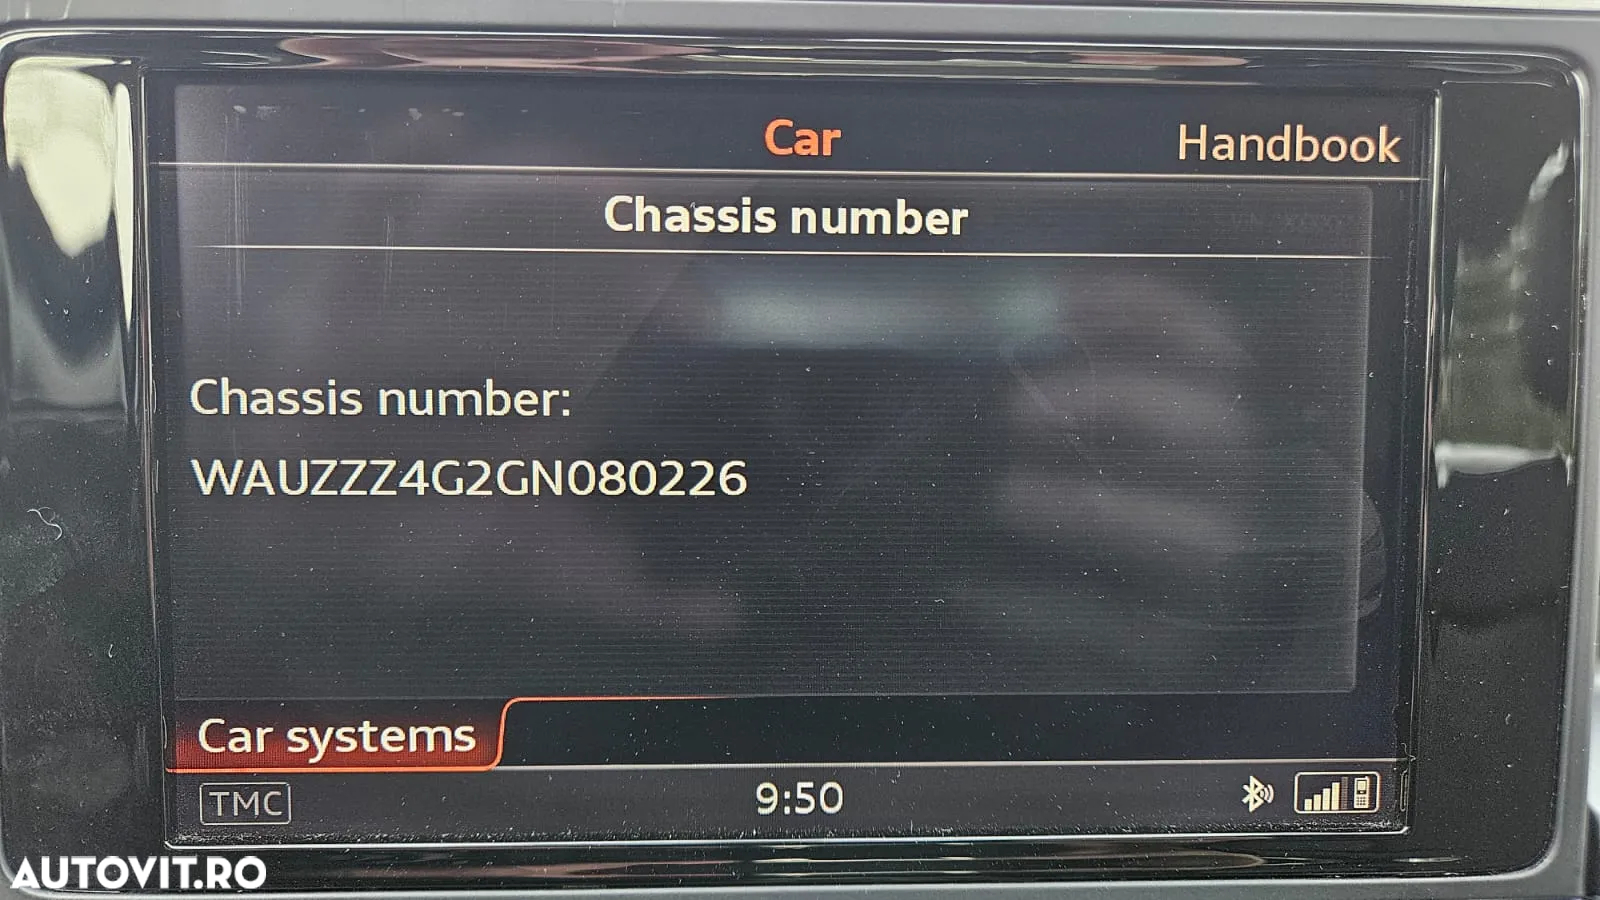 Car
Handbook
Chassis number
Chassis number:
WAUZZZ4G2GN080226
Car systems
TMC
9:50
AUTOVIT.RO